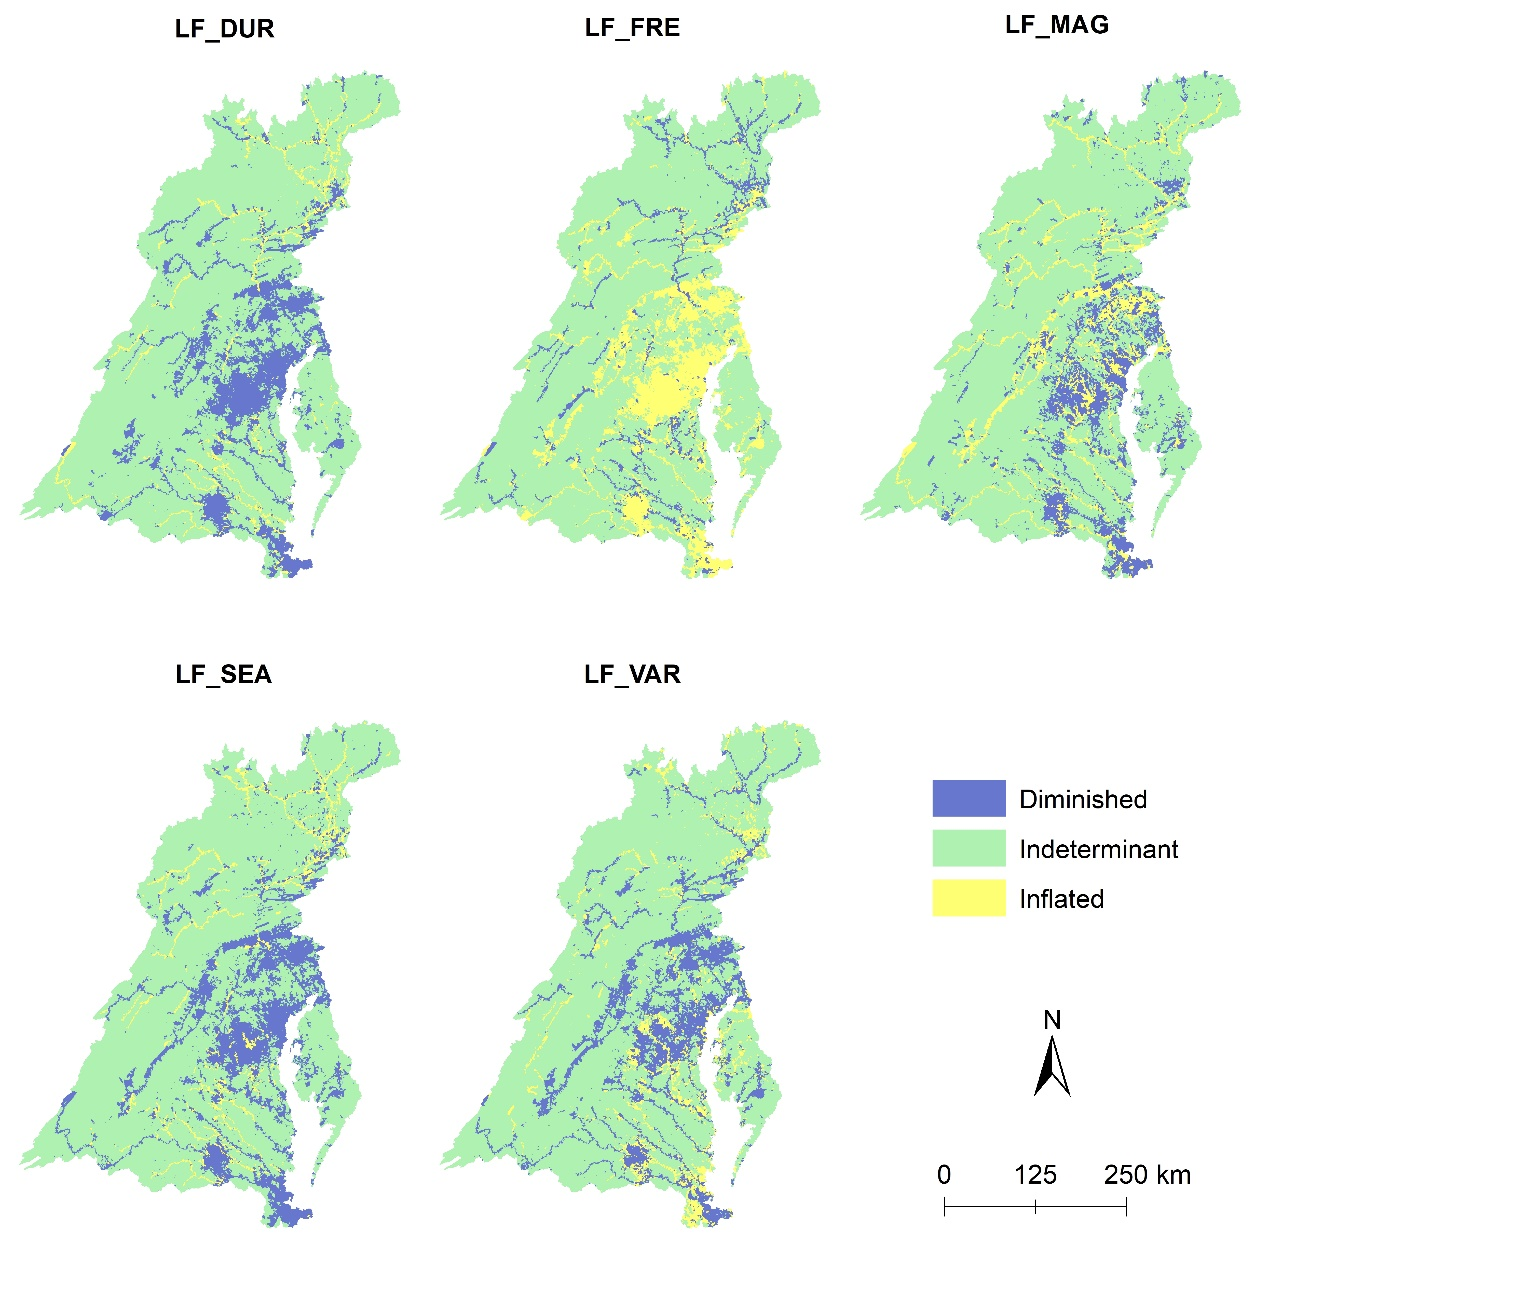 LF_DUR
LF_FRE
LF_MAG
LF_SEA
LF_VAR
Diminished
Indeterminant
Inflated
N
0 125 250 km